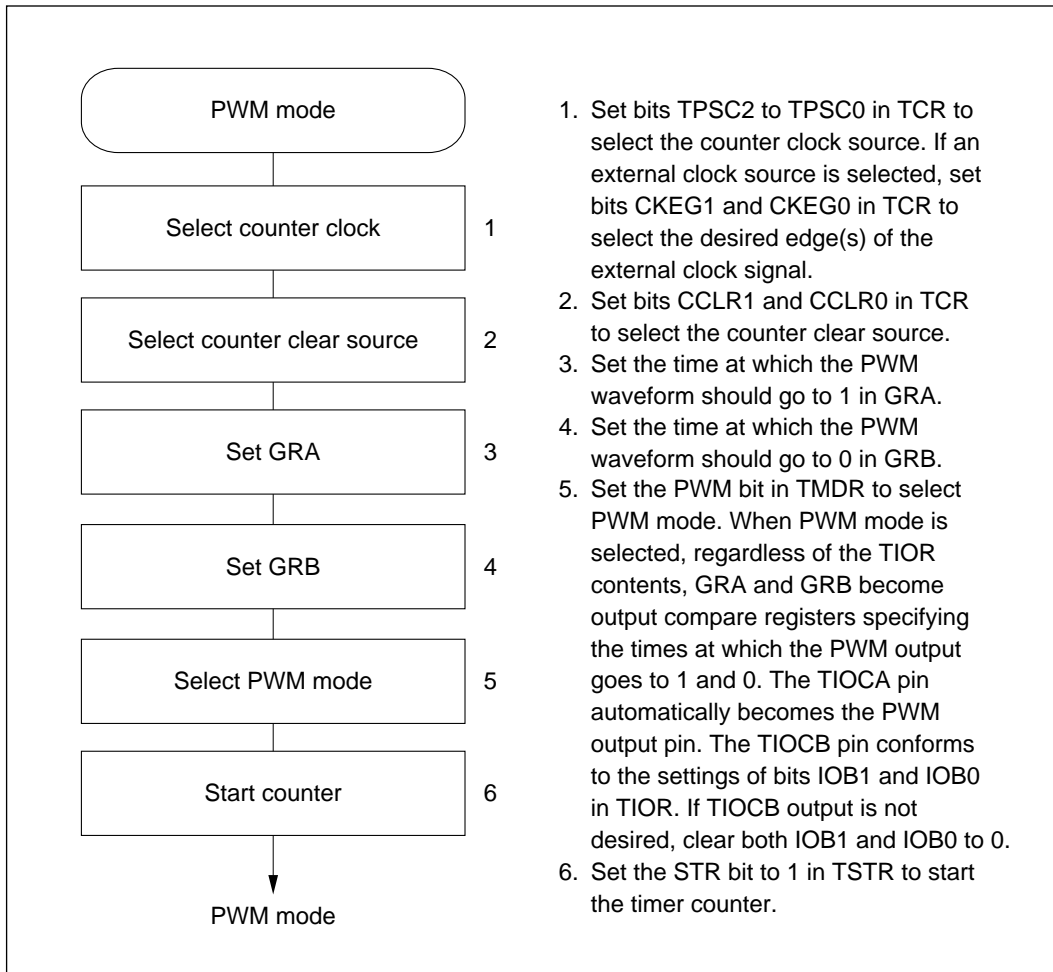 PWM mode
Select counter clock
1
Select counter clear source
2
Set GRA
3
Set GRB
4
Select PWM mode
5
Start counter
6
PWM mode
1. Set bits TPSC2 to TPSC0 in TCR to
select the counter clock source. If an
external clock source is selected, set
bits CKEG1 and CKEG0 in TCR to
select the desired edge(s) of the
external clock signal.
2. Set bits CCLR1 and CCLR0 in TCR
to select the counter clear source.
3. Set the time at which the PWM
waveform should go to 1 in GRA.
4. Set the time at which the PWM
waveform should go to 0 in GRB.
5. Set the PWM bit in TMDR to select
PWM mode. When PWM mode is
selected, regardless of the TIOR
contents, GRA and GRB become
output compare registers specifying
the times at which the PWM output
goes to 1 and 0. The TIOCA pin
automatically becomes the PWM
output pin. The TIOCB pin conforms
to the settings of bits IOB1 and IOB0
in TIOR. If TIOCB output is not
desired, clear both IOB1 and IOB0 to 0.
6. Set the STR bit to 1 in TSTR to start
the timer counter.